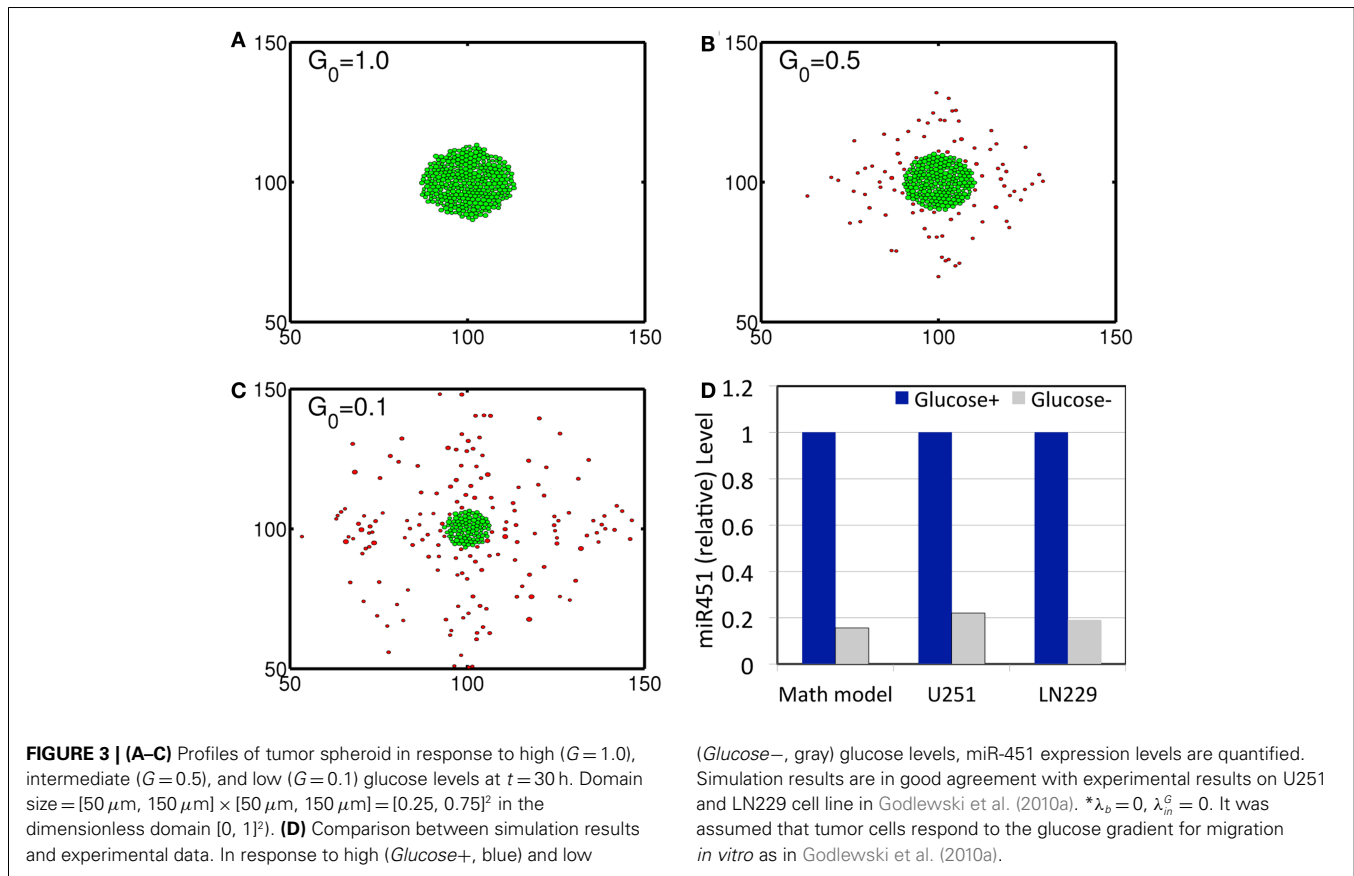 A
150
G0=1.0
100
50
50
100
150
B
150
G0=0.5
100
50
50
100
150
C
150
G0=0.1
100
50
50
100
150
D
1.2
Glucose+ Glucose-
1
0.8
0.6
0.4
0.2
0
miR451 (relative) Level
Math model U251 LN229
FIGURE 3 | (A–C) Profiles of tumor spheroid in response to high (G = 1.0),
intermediate (G = 0.5), and low (G = 0.1) glucose levels at t = 30 h. Domain
size = [50 μm, 150 μm] × [50 μm, 150 μm] = [0.25, 0.75]² in the
dimensionless domain [0, 1]²). (D) Comparison between simulation results
and experimental data. In response to high (Glucose+, blue) and low
(Glucose−, gray) glucose levels, miR-451 expression levels are quantified.
Simulation results are in good agreement with experimental results on U251
and LN229 cell line in Godlewski et al. (2010a). *λb = 0, λinG = 0. It was
assumed that tumor cells respond to the glucose gradient for migration
in vitro as in Godlewski et al. (2010a).